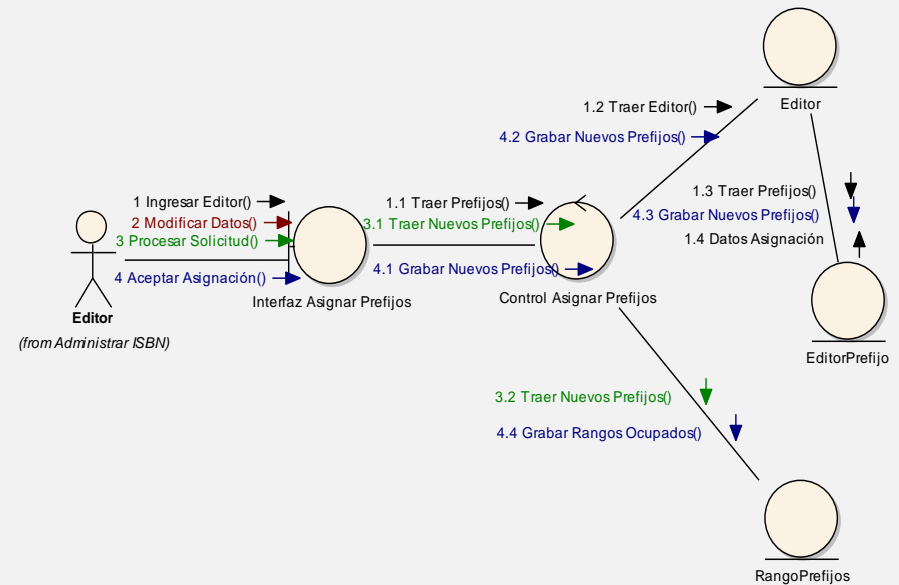 Editor
1.2 Traer Editor()
4.2 Grabar Nuevos Prefijos()
1 Ingresar Editor()
2 Modificar Datos()
3 Procesar Solicitud()
4 Aceptar Asignación()
1.1 Traer Prefijos()
3.1 Traer Nuevos Prefijos()
4.1 Grabar Nuevos Prefijos()
1.3 Traer Prefijos()
4.3 Grabar Nuevos Prefijos()
1.4 Datos Asignación
Interfaz Asignar Prefijos
Control Asignar Prefijos
Editor
(from Administrar ISBN)
EditorPrefijo
3.2 Traer Nuevos Prefijos()
4.4 Grabar Rangos Ocupados()
RangoPrefijos